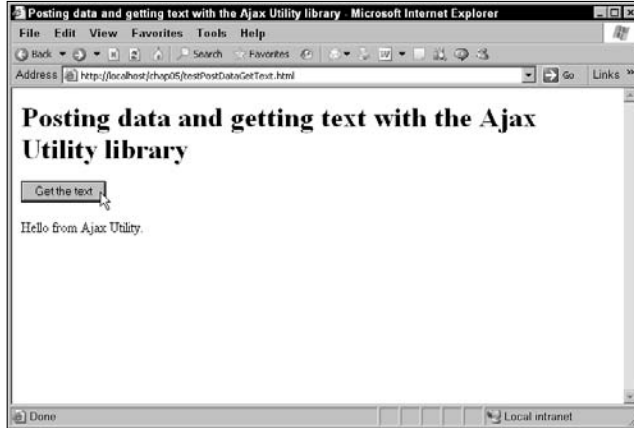 Posting data and getting text with the Ajax Utility library - Microsoft Internet Explorer
File Edit View Favorites Tools Help
Back Search Favorites
Address http://localhost/chap05/testPostDataGetText.html Go Links »
Posting data and getting text with the Ajax
Utility library
Get the text
Hello from Ajax Utility.
Done Local intranet